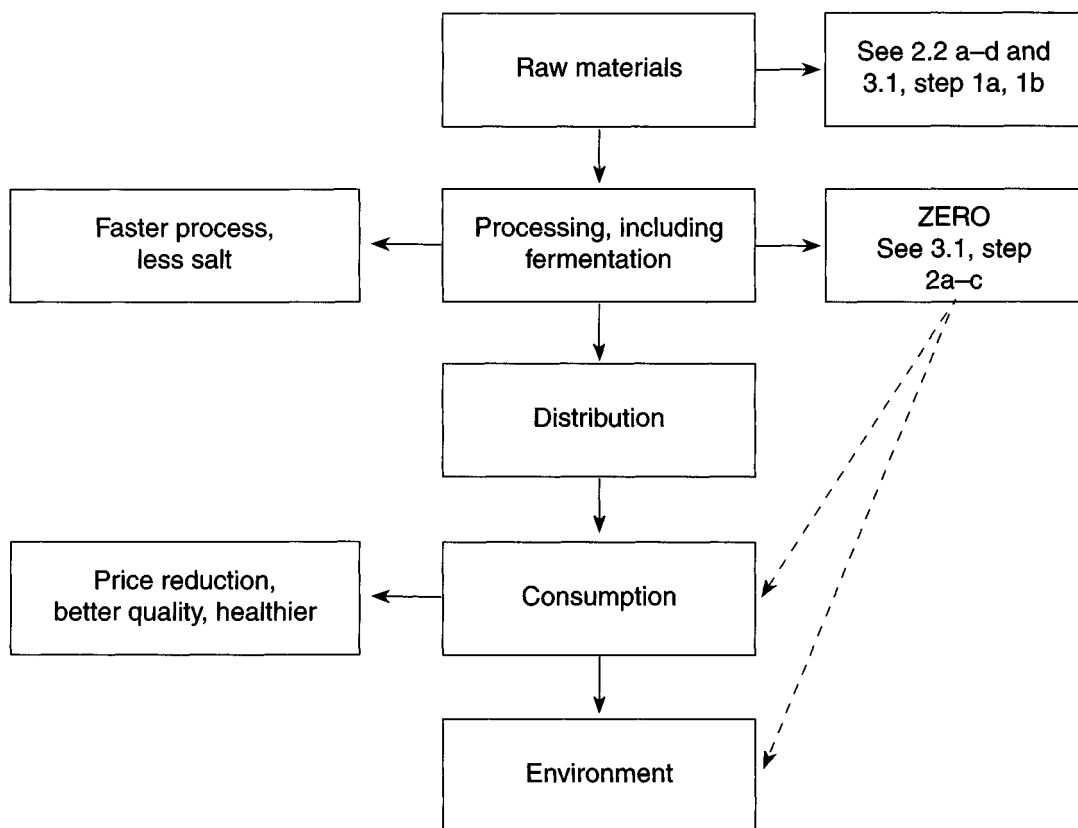 Raw materials
See 2.2 a–d and
3.1, step 1a, 1b
Faster process,
less salt
Processing, including
fermentation
ZERO
See 3.1, step
2a–c
Distribution
Price reduction,
better quality, healthier
Consumption
Environment